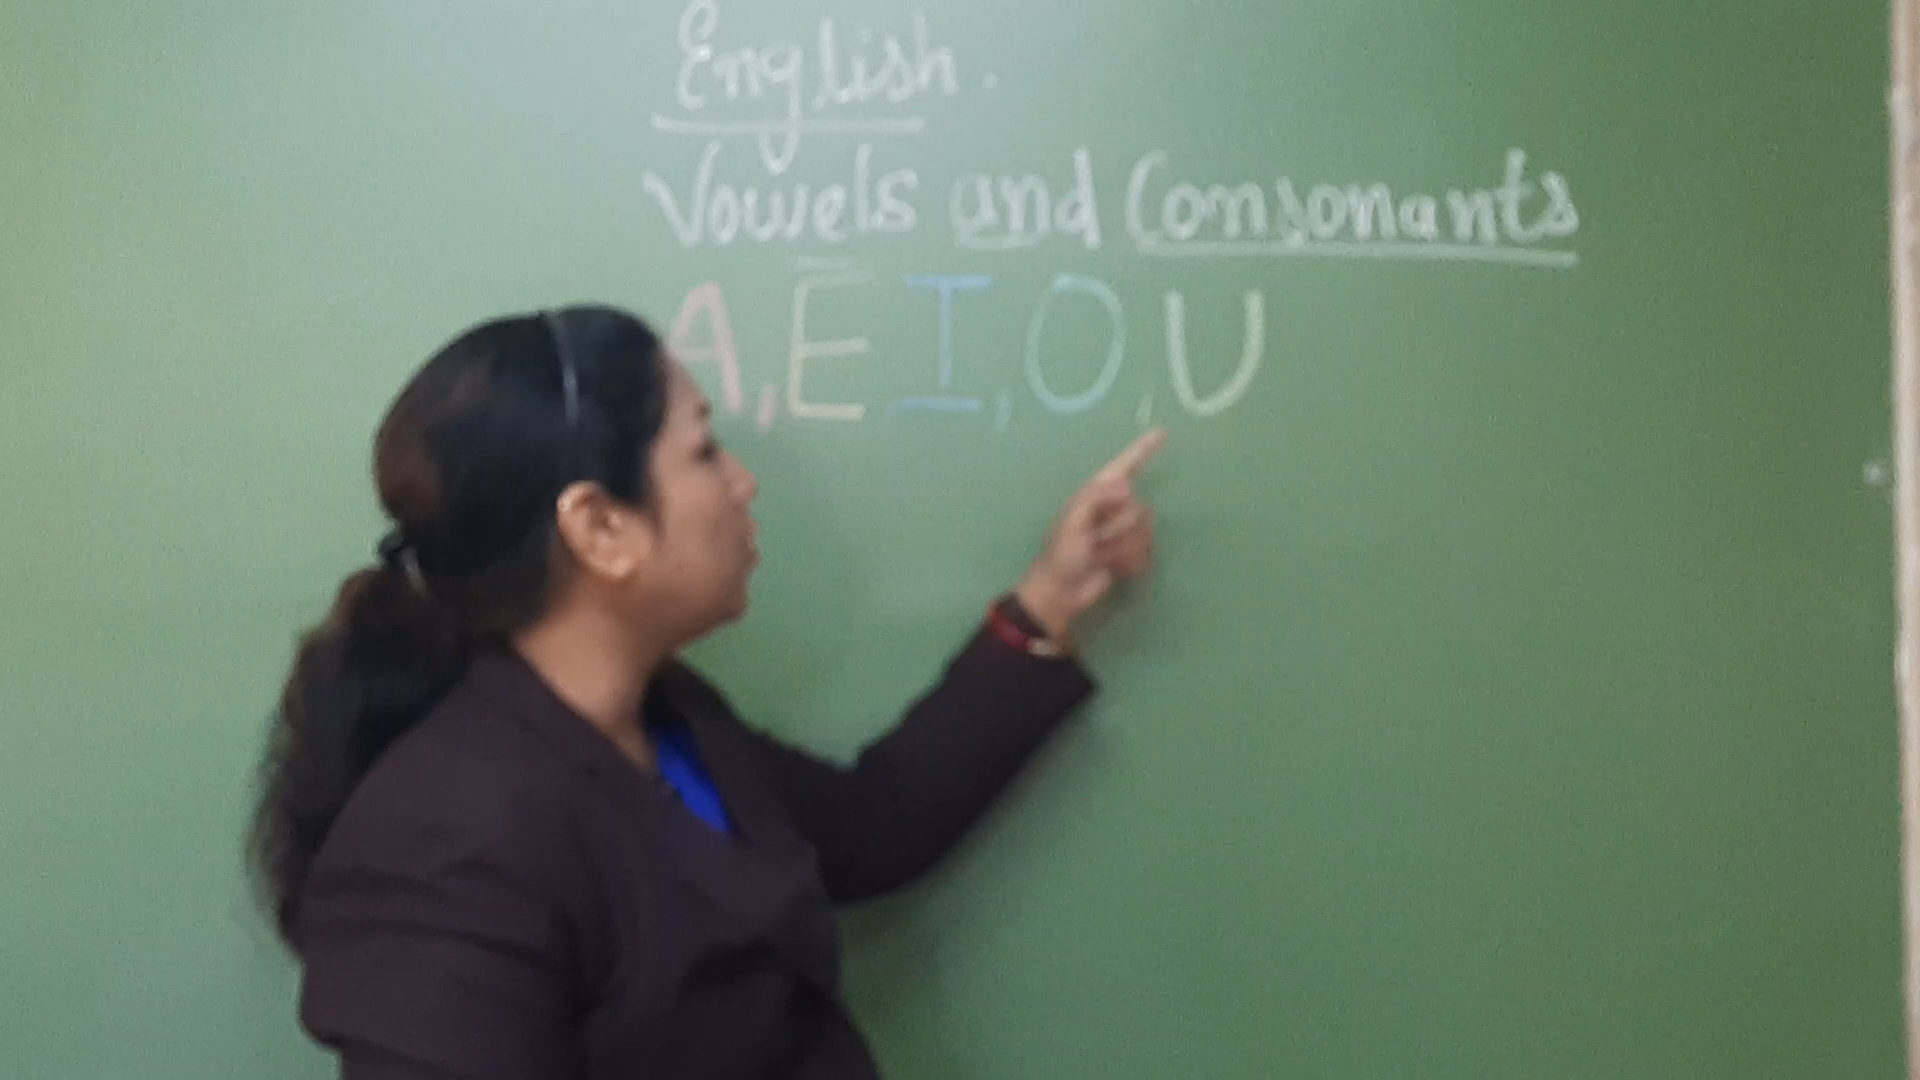 English.
Vowels and Consonants
A, E, I, O, U